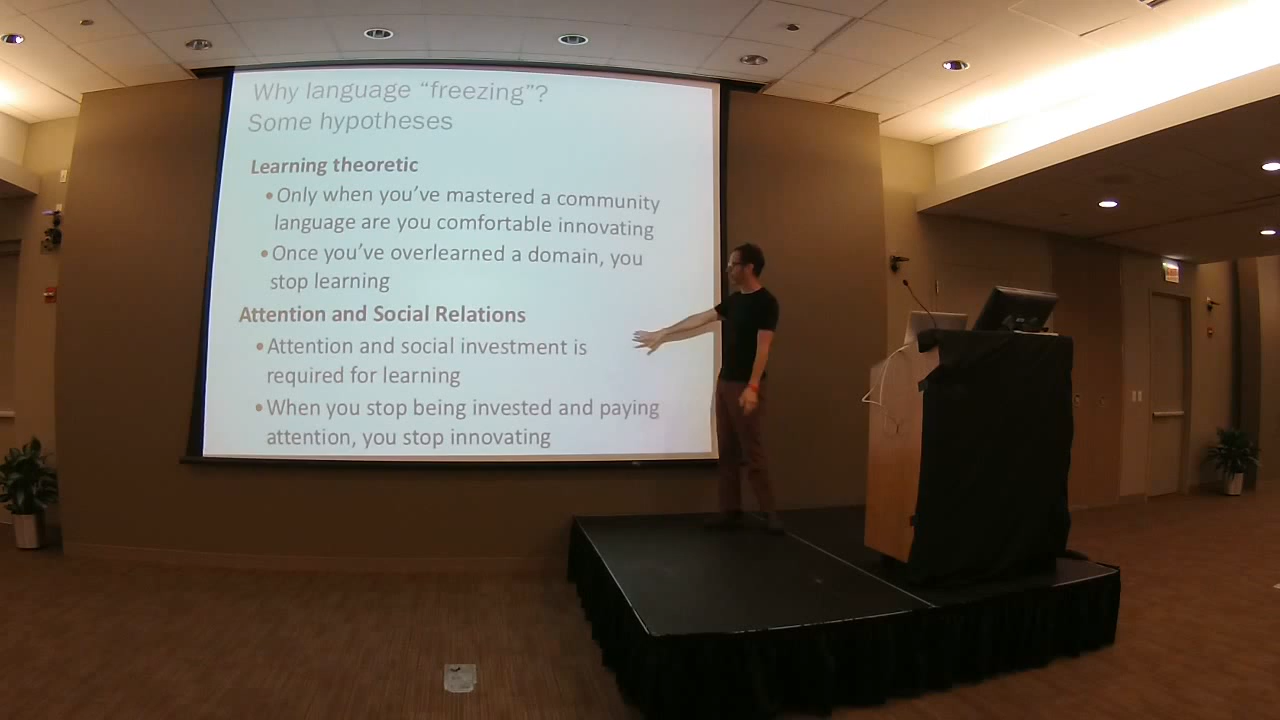 Why language “freezing”?
Some hypotheses
Learning theoretic
•Only when you’ve mastered a community
language are you comfortable innovating
•Once you’ve overlearned a domain, you
stop learning
Attention and Social Relations
•Attention and social investment is
required for learning
•When you stop being invested and paying
attention, you stop innovating